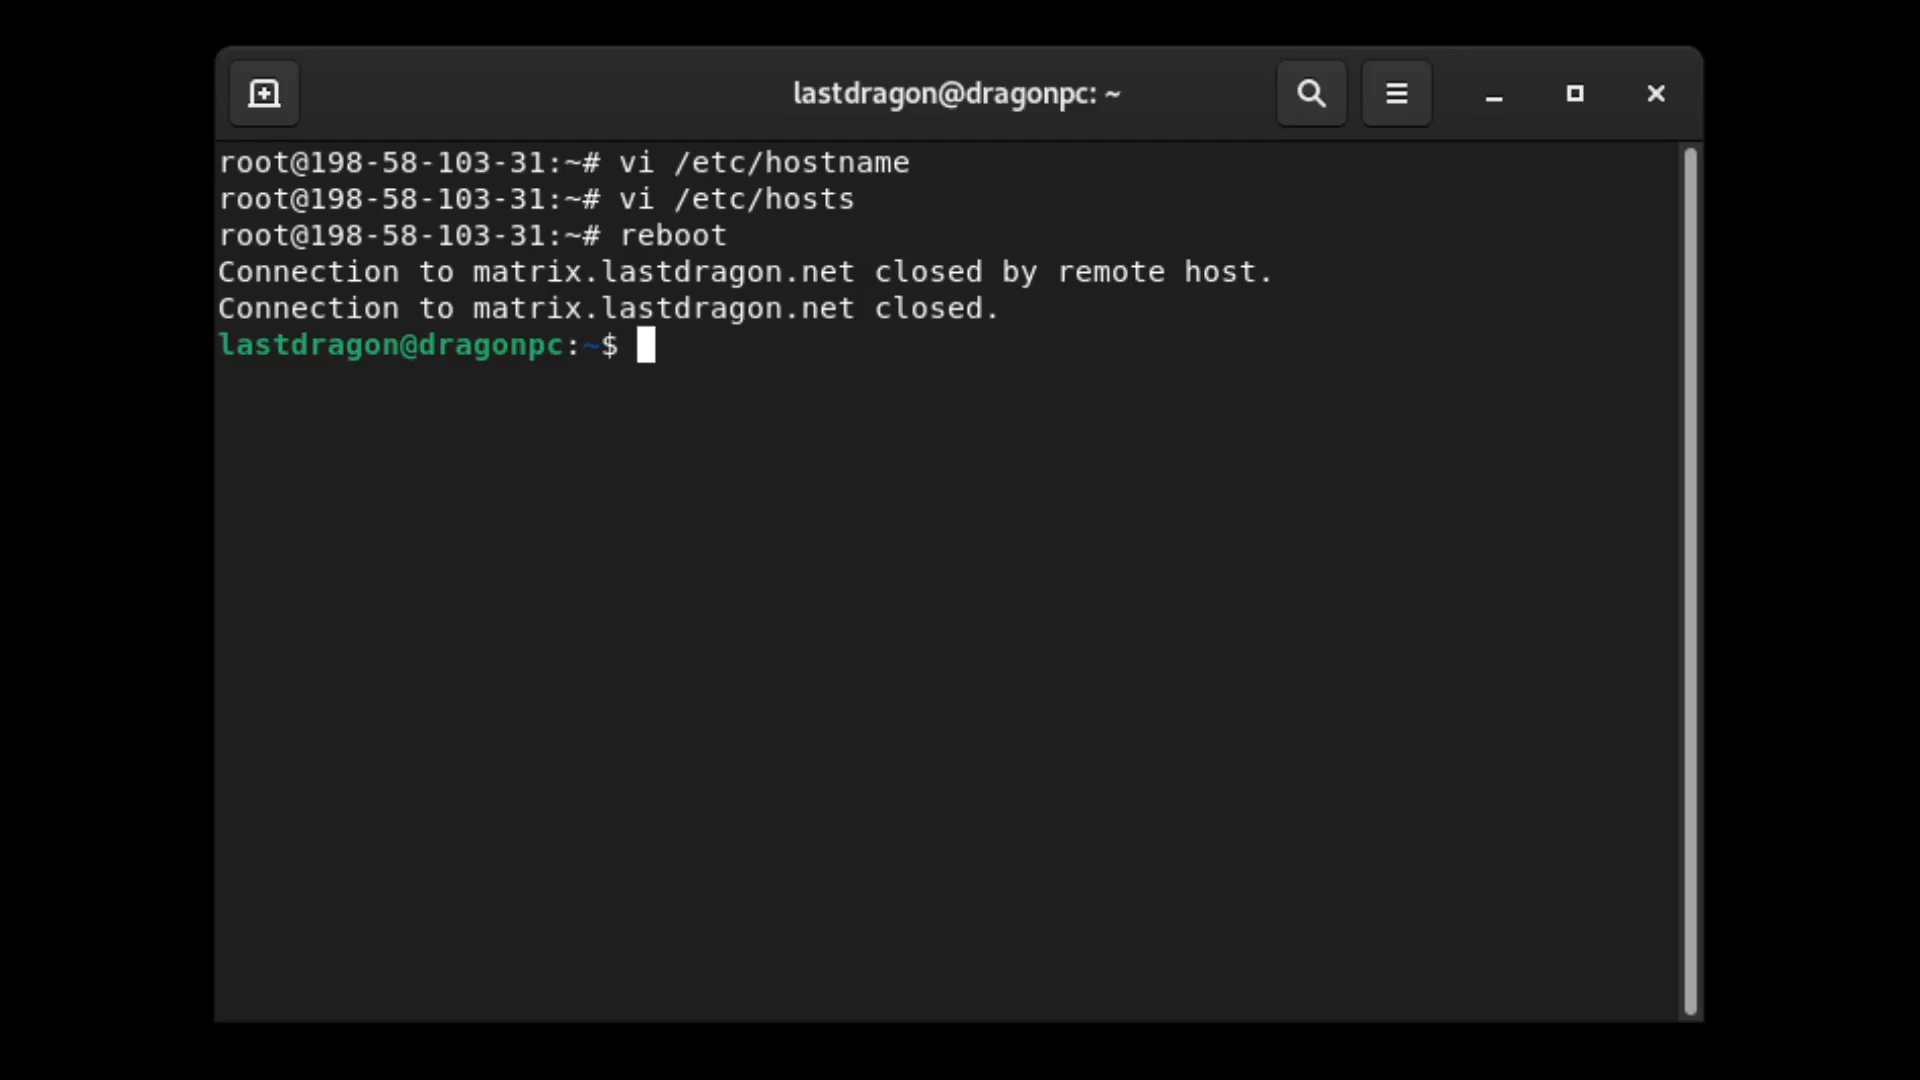 lastdragon@dragonpc: ~
root@198-58-103-31:~# vi /etc/hostname
root@198-58-103-31:~# vi /etc/hosts
root@198-58-103-31:~# reboot
Connection to matrix.lastdragon.net closed by remote host.
Connection to matrix.lastdragon.net closed.
lastdragon@dragonpc:~$